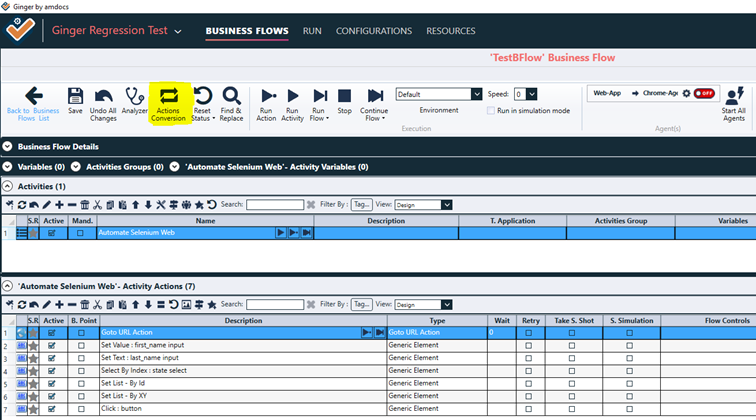 Ginger by amdocs
Ginger Regression Test BUSINESS FLOWS RUN CONFIGURATIONS RESOURCES
'TestBFlow' Business Flow
Back to Business Flows List
Save
Undo All Changes
Analyzer
Actions Conversion
Reset Status
Find & Replace
Run Action
Run Activity
Run Flow
Stop
Continue Flow
Default
Environment
Speed: 0
Run in simulation mode
Execution
Web-App Chrome-Age OFF
Agent(s)
Start All Agents
Business Flow Details
Variables (0) Activities Groups (0) 'Automate Selenium Web'- Activity Variables (0)
Activities (1)
Search: Filter By : Tag... View: Design
S.R. Active Mand. Name Description T. Application Activities Group Variables
1 Automate Selenium Web
'Automate Selenium Web'- Activity Actions (7)
Search: Filter By : Tag... View: Design
S.R. Active B. Point Description Type Wait Retry Take S. Shot S. Simulation Flow Controls
1 Goto URL Action Goto URL Action 0
2 Set Value : first_name input Generic Element
3 Set Text : last_name input Generic Element
4 Select By Index : state select Generic Element
5 Set List - By Id Generic Element
6 Set List - By XY Generic Element
7 Click : button Generic Element